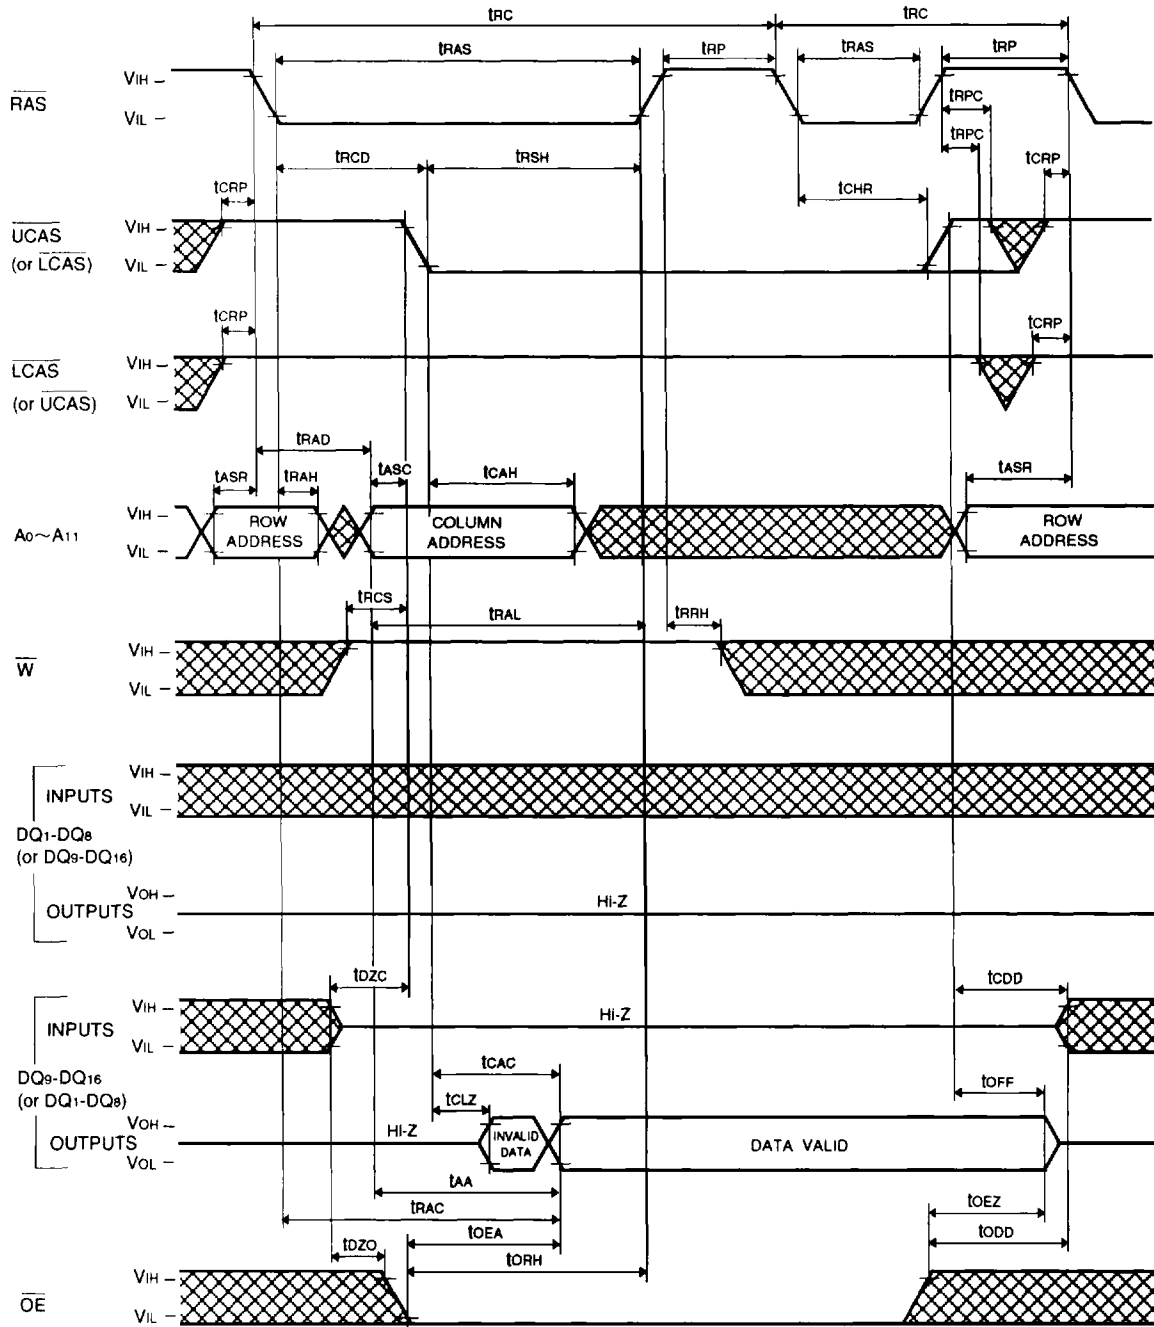 tRC tRC
tRAS tRP tRAS tRP
RAS VIH
VIL
tRPC
tRPC
tRCD tRSH
tCRP tCHR tCRP
UCAS
(or LCAS) VIH
VIL
tCRP tCRP
LCAS
(or UCAS) VIH
VIL
tRAD
tASR tRAH tASC tCAH tASR
A0~A11 VIH
VIL
ROW
ADDRESS
COLUMN
ADDRESS
ROW
ADDRESS
tRCS tRAL tRRH
W VIH
VIL
DQ1-DQ8
(or DQ9-DQ16)
INPUTS VIH
VIL
OUTPUTS VOH
VOL
Hi-Z
tDZC tCDD
DQ9-DQ16
(or DQ1-DQ8)
INPUTS VIH
VIL
Hi-Z
tCAC
tCLZ tOFF
OUTPUTS VOH
VOL
Hi-Z
INVALID
DATA
DATA VALID
tAA
tRAC tOEZ
tOEA tODD
tDZO tORH
OE VIH
VIL